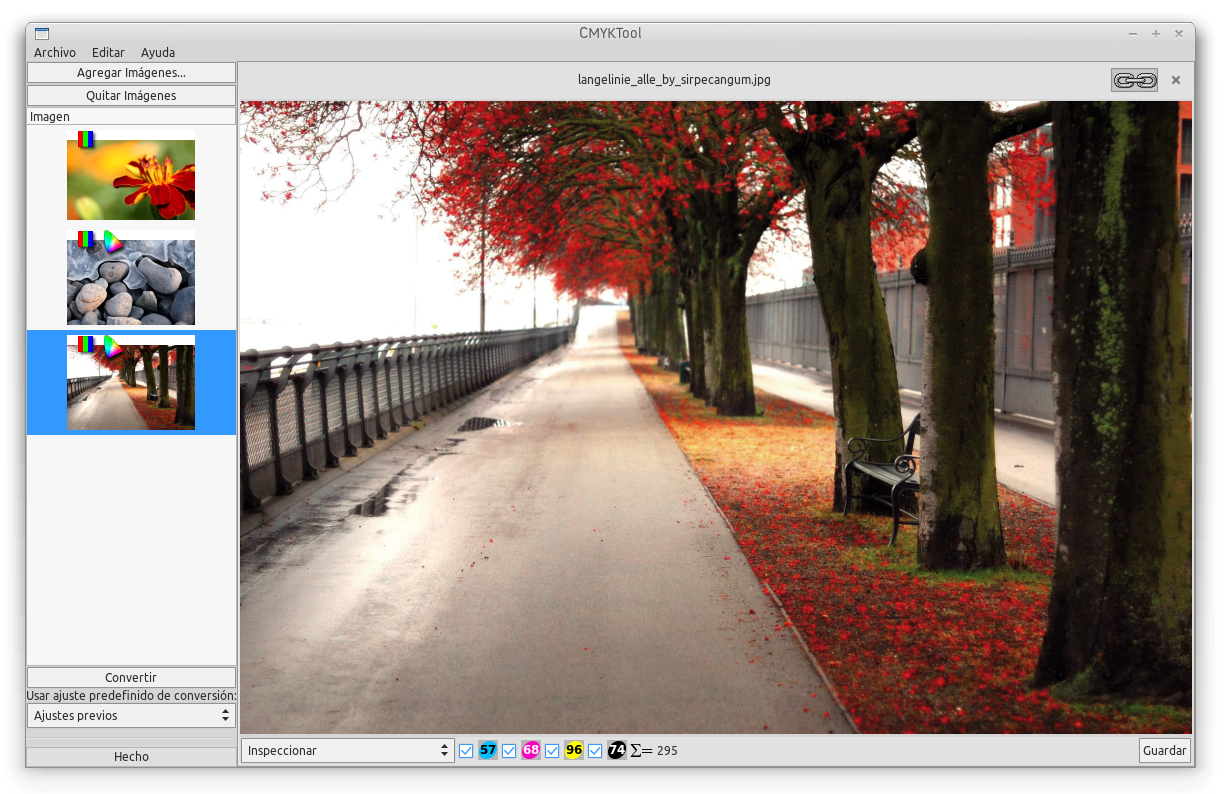 CMYKTool
Archivo Editar Ayuda
Agregar Imágenes...
Quitar Imágenes
Imagen
Convertir
Usar ajuste predefinido de conversión:
Ajustes previos
Hecho
langelinie_alle_by_sirpecangum.jpg
Inspeccionar 57 68 96 74 Σ= 295
Guardar